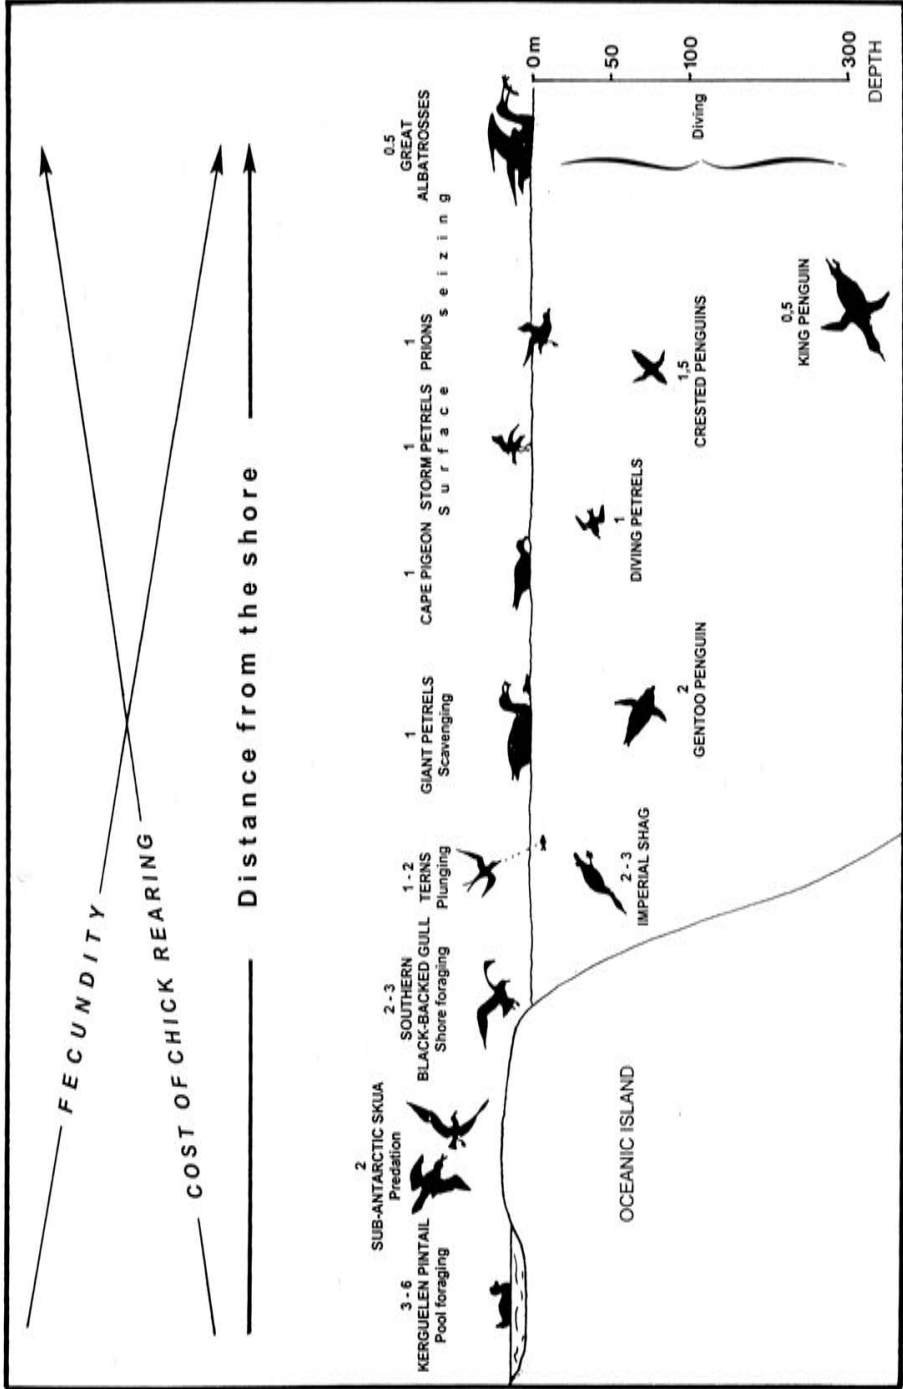 FECUNDITY
COST OF CHICK REARING
Distance from the shore
3 - 6
KERGUELEN PINTAIL
Pool foraging
2
SUB-ANTARCTIC SKUA
Predation
2 - 3
SOUTHERN
BLACK-BACKED GULL
Shore foraging
1 - 2
TERNS
Plunging
1
GIANT PETRELS
Scavenging
1
CAPE PIGEON
1
STORM PETRELS
1
PRIONS
Surface seizing
0.5
GREAT
ALBATROSSES
OCEANIC ISLAND
2 - 3
IMPERIAL SHAG
2
GENTOO PENGUIN
1
DIVING PETRELS
1,5
CRESTED PENGUINS
0,5
KING PENGUIN
Diving
0 m
50
100
300
DEPTH